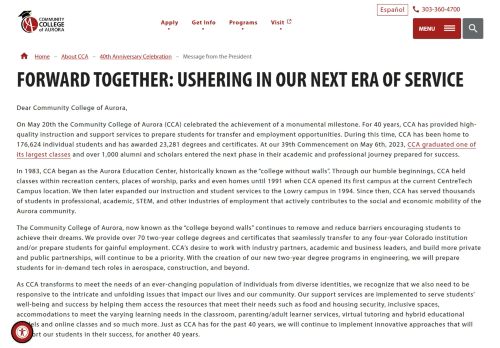 Español
303-360-4700
COMMUNITY
COLLEGE
of AURORA
Apply
Get Info
Programs
Visit
MENU
Home – About CCA – 40th Anniversary Celebration – Message from the President
FORWARD TOGETHER: USHERING IN OUR NEXT ERA OF SERVICE
Dear Community College of Aurora,
On May 20th the Community College of Aurora (CCA) celebrated the achievement of a monumental milestone. For 40 years, CCA has provided high-
quality instruction and support services to prepare students for transfer and employment opportunities. During this time, CCA has been home to
176,624 individual students and has awarded 23,281 degrees and certificates. At our 39th Commencement on May 6th, 2023, CCA graduated one of
its largest classes and over 1,000 alumni and scholars entered the next phase in their academic and professional journey prepared for success.
In 1983, CCA began as the Aurora Education Center, historically known as the "college without walls". Through our humble beginnings, CCA held
classes within recreation centers, places of worship, parks and even homes until 1991 when CCA opened its first campus at the current CentreTech
Campus location. We then later expanded our instruction and student services to the Lowry campus in 1994. Since then, CCA has served thousands
of students in professional, academic, STEM, and other industries of employment that actively contributes to the social and economic mobility of the
Aurora community.
The Community College of Aurora, now known as the "college beyond walls" continues to remove and reduce barriers encouraging students to
achieve their dreams. We provide over 70 two-year college degrees and certificates that seamlessly transfer to any four-year Colorado institution
and/or prepare students for gainful employment. CCA's desire to work with industry partners, academic and business leaders, and build more private
and public partnerships, will continue to be a priority. With the creation of our new two-year degree programs in engineering, we will prepare
students for in-demand tech roles in aerospace, construction, and beyond.
As CCA transforms to meet the needs of an ever-changing population of individuals from diverse identities, we recognize that we also need to be
responsive to the intricate and unfolding issues that impact our lives and our community. Our support services are implemented to serve students'
well-being and success by helping them access the resources that meet their needs such as food and housing security, inclusive spaces,
accommodations to meet the varying learning needs in the classroom, parenting/adult learner services, virtual tutoring and hybrid educational
and online classes and so much more. Just as CCA has for the past 40 years, we will continue to implement innovative approaches that will
our students in their success, for another 40 years.